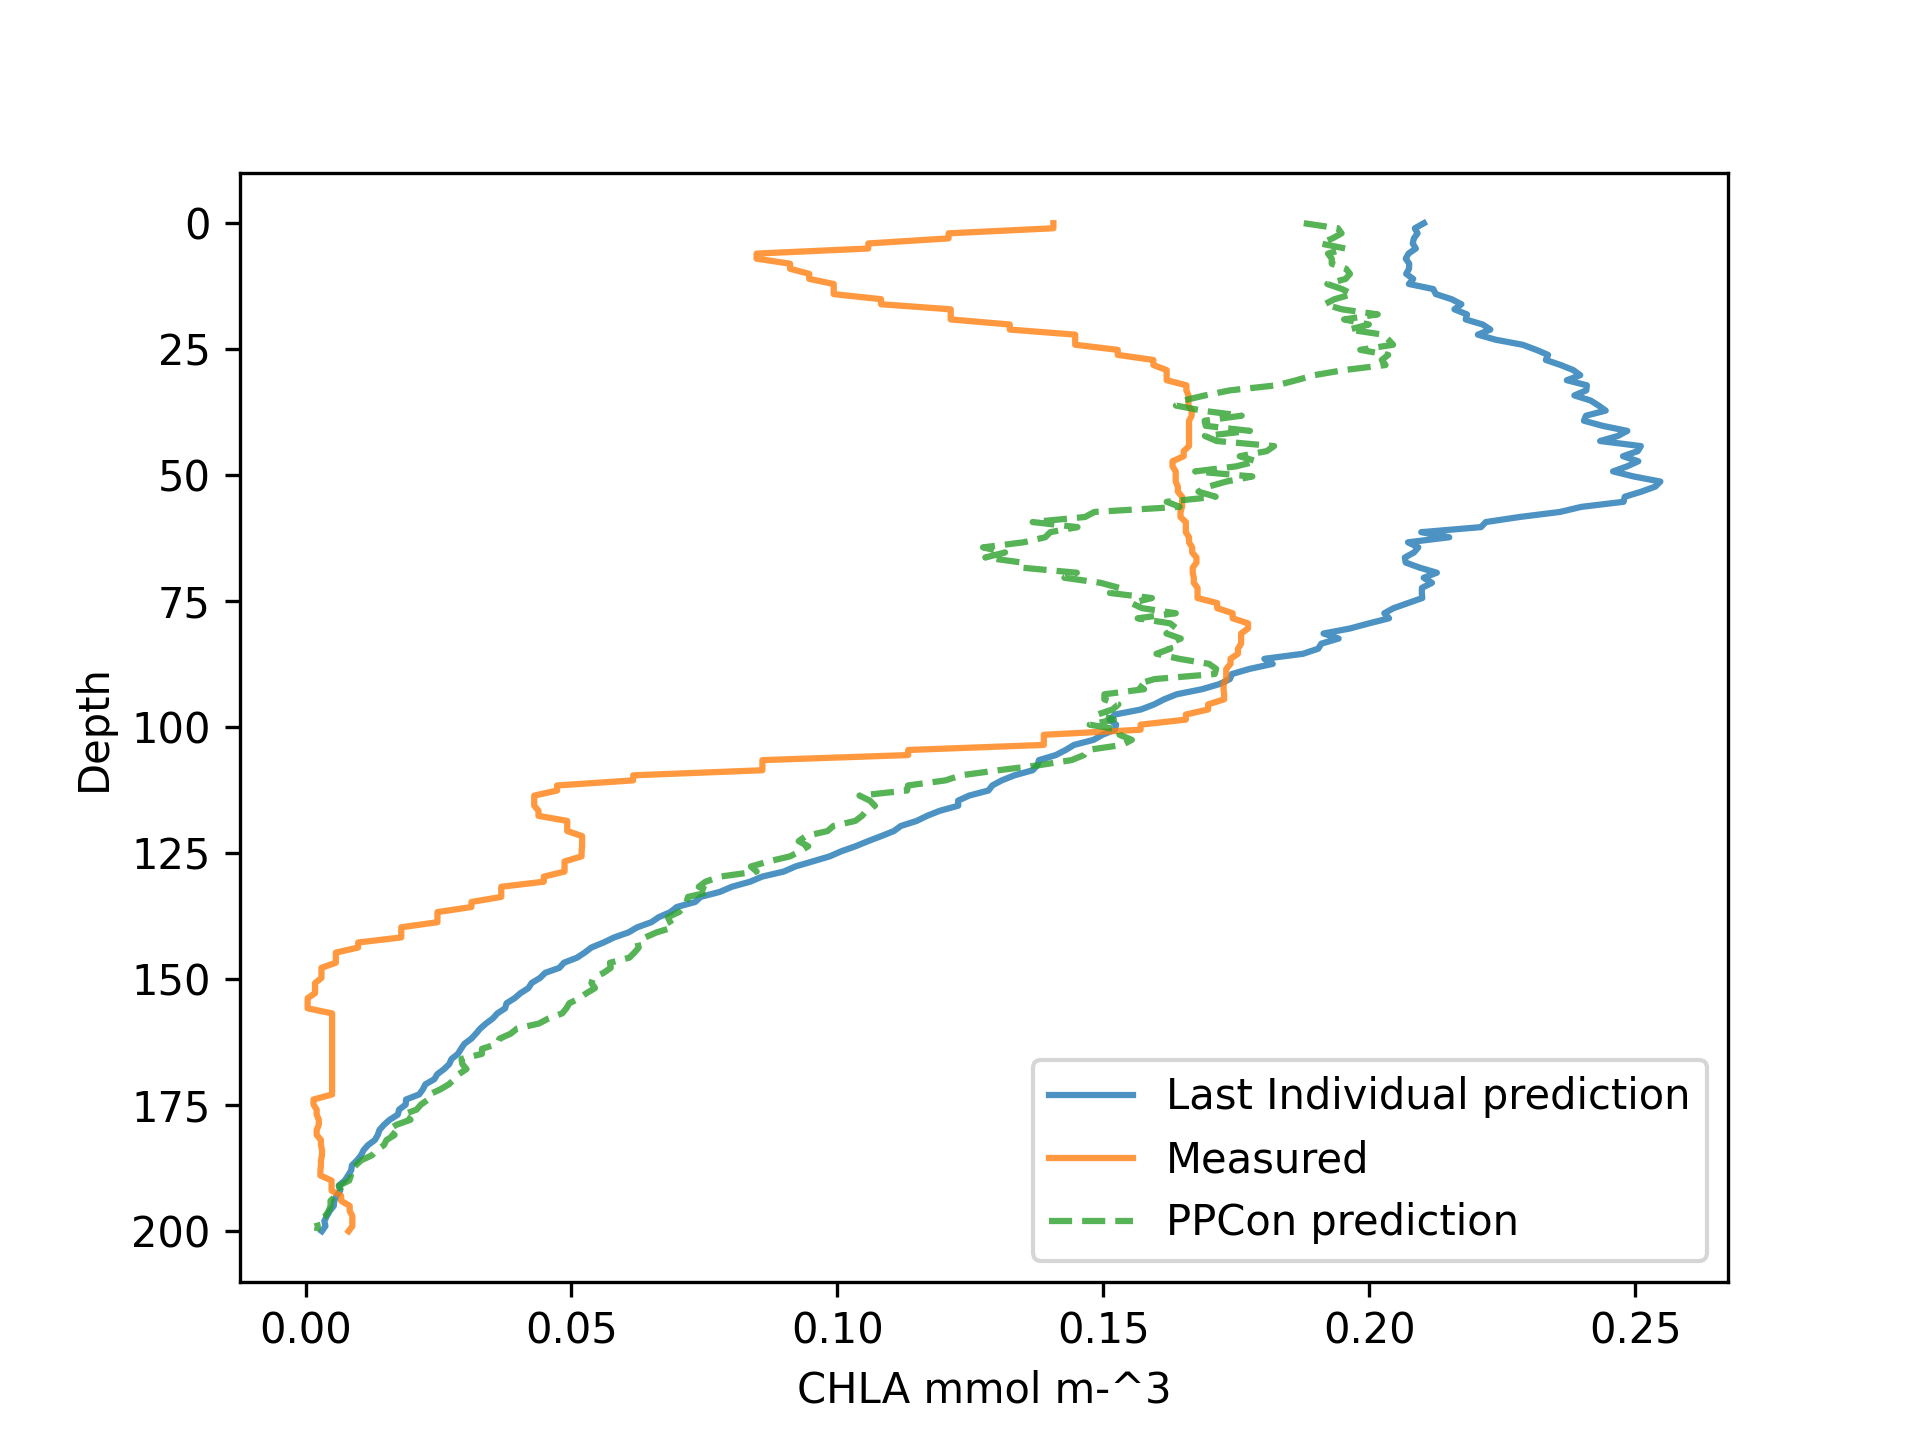 0
25
50
75
100
125
150
175
200
Depth
0.00 0.05 0.10 0.15 0.20 0.25
CHLA mmol m-^3
Last Individual prediction
Measured
PPCon prediction